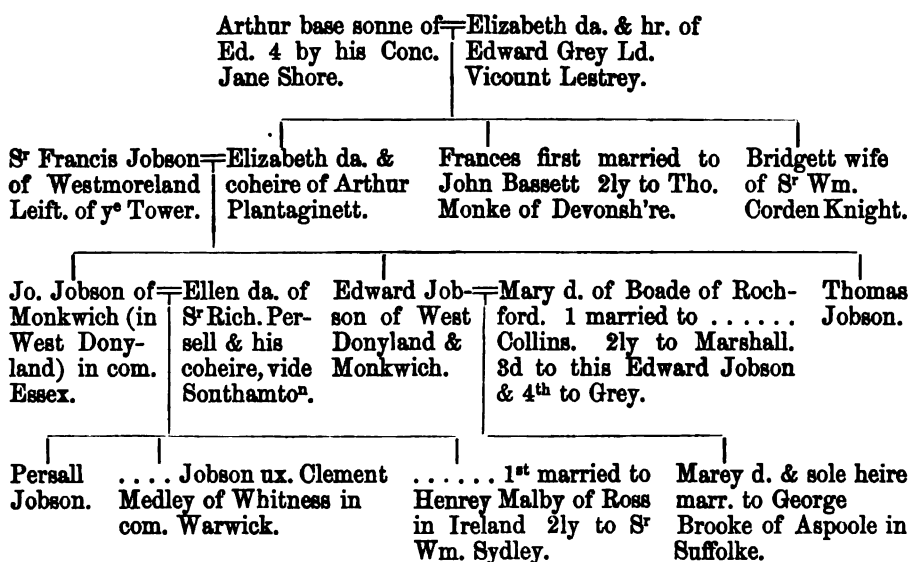 Arthur base sonne of
Ed. 4 by his Conc.
Jane Shore.
Elizabeth da. & hr. of
Edward Grey Ld.
Vicount Lestrey.
Sr Francis Jobson
of Westmoreland
Leift. of ye Tower.
Elizabeth da. &
coheire of Arthur
Plantaginett.
Frances first married to
John Bassett 2ly to Tho.
Monke of Devonsh're.
Bridgett wife
of Sr Wm.
Corden Knight.
Jo. Jobson of
Monkwich (in
West Dony-
land) in com.
Essex.
Ellen da. of
Sr Rich. Per-
sell & his
coheire, vide
Sonthamton.
Edward Job-
son of West
Donyland &
Monkwich.
Mary d. of Boade of Roch-
ford. 1 married to ......
Collins. 2ly to Marshall.
3d to this Edward Jobson
& 4th to Grey.
Thomas
Jobson.
Persall
Jobson.
.... Jobson ux. Clement
Medley of Whitness in
com. Warwick.
...... 1st married to
Henrey Malby of Ross
in Ireland 2ly to Sr
Wm. Sydley.
Marey d. & sole heire
marr. to George
Brooke of Aspoole in
Suffolke.